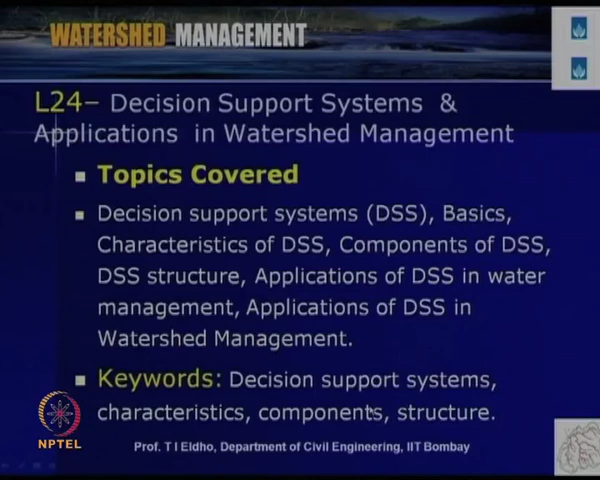 WATERSHED MANAGEMENT
L24– Decision Support Systems &
Applications in Watershed Management
Topics Covered
Decision support systems (DSS), Basics,
Characteristics of DSS, Components of DSS,
DSS structure, Applications of DSS in water
management, Applications of DSS in
Watershed Management.
Keywords: Decision support systems,
characteristics, components, structure.
NPTEL
Prof. T I Eldho, Department of Civil Engineering, IIT Bombay